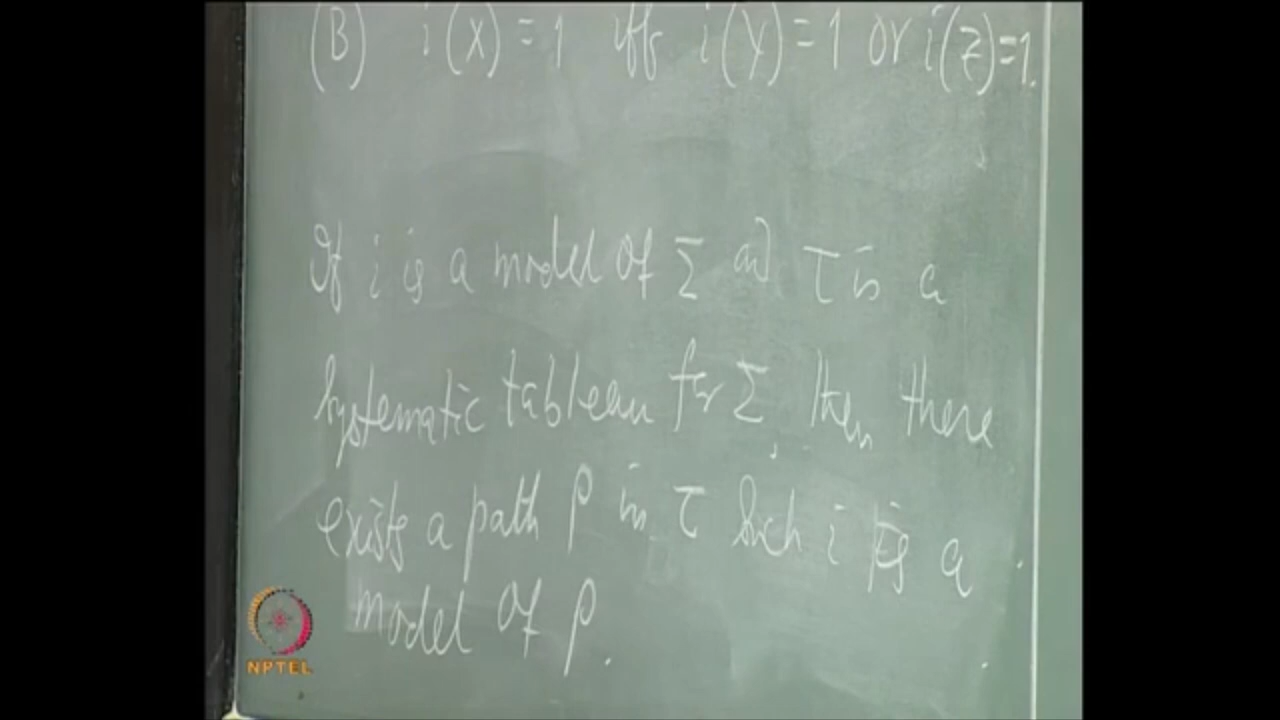 (B) i(X) = 1 iff i(Y) = 1 or i(Z) = 1.
If i is a model of Σ and τ is a
systematic tableau for Σ, then there
exists a path ρ in τ such i is a
model of ρ.
NPTEL